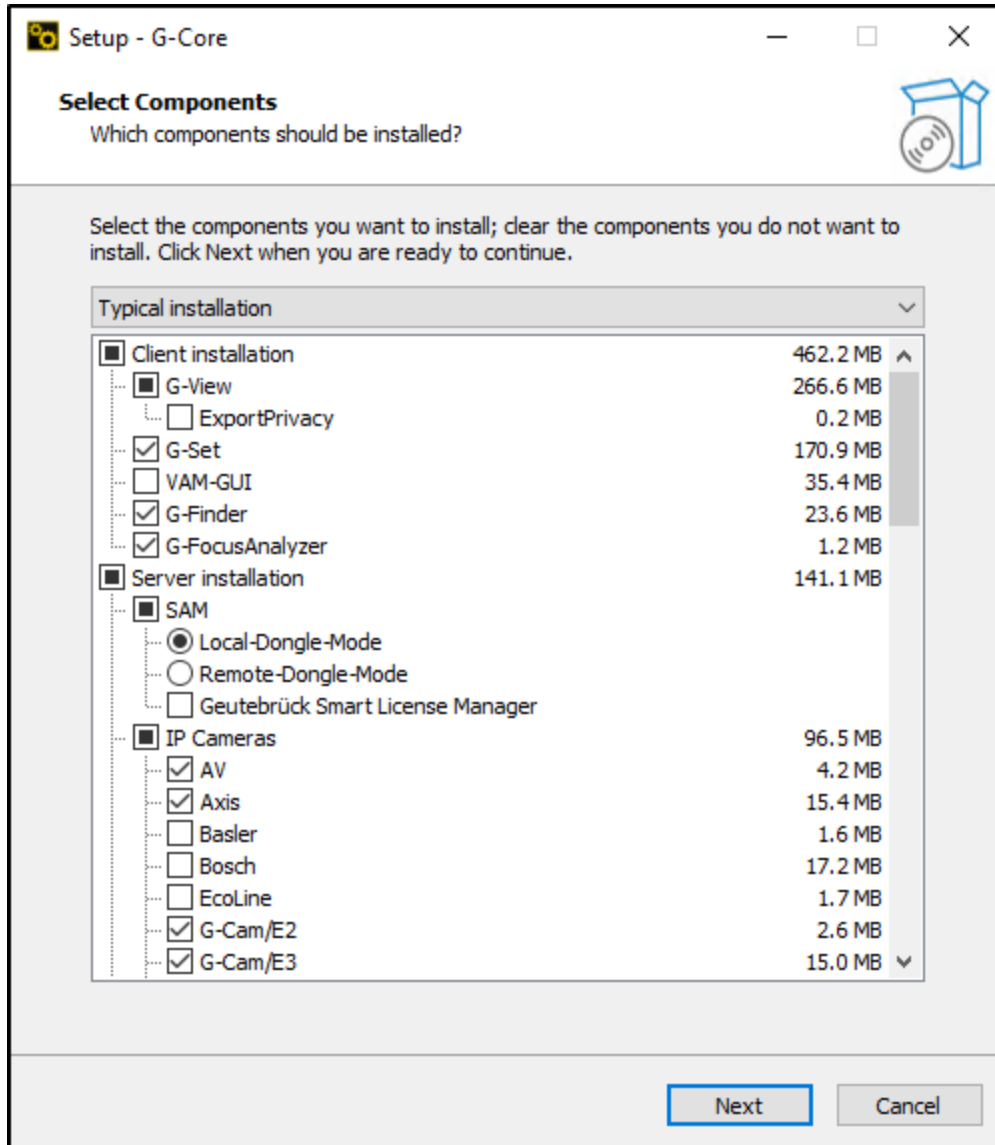 Setup - G-Core
Select Components
Which components should be installed?
Select the components you want to install; clear the components you do not want to
install. Click Next when you are ready to continue.
Typical installation
Client installation 462.2 MB
G-View 266.6 MB
ExportPrivacy 0.2 MB
G-Set 170.9 MB
VAM-GUI 35.4 MB
G-Finder 23.6 MB
G-FocusAnalyzer 1.2 MB
Server installation 141.1 MB
SAM
Local-Dongle-Mode
Remote-Dongle-Mode
Geutebrück Smart License Manager
IP Cameras 96.5 MB
AV 4.2 MB
Axis 15.4 MB
Basler 1.6 MB
Bosch 17.2 MB
EcoLine 1.7 MB
G-Cam/E2 2.6 MB
G-Cam/E3 15.0 MB
Next Cancel